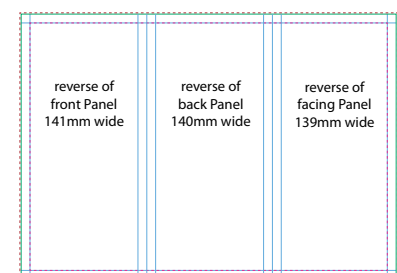 reverse of
front Panel
141mm wide
reverse of
back Panel
140mm wide
reverse of
facing Panel
139mm wide